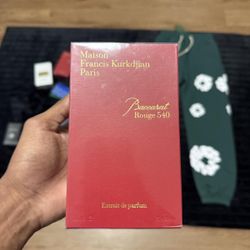 Maison
Francis Kurkdjian
Paris
Baccarat
Rouge 540
Extrait de parfum